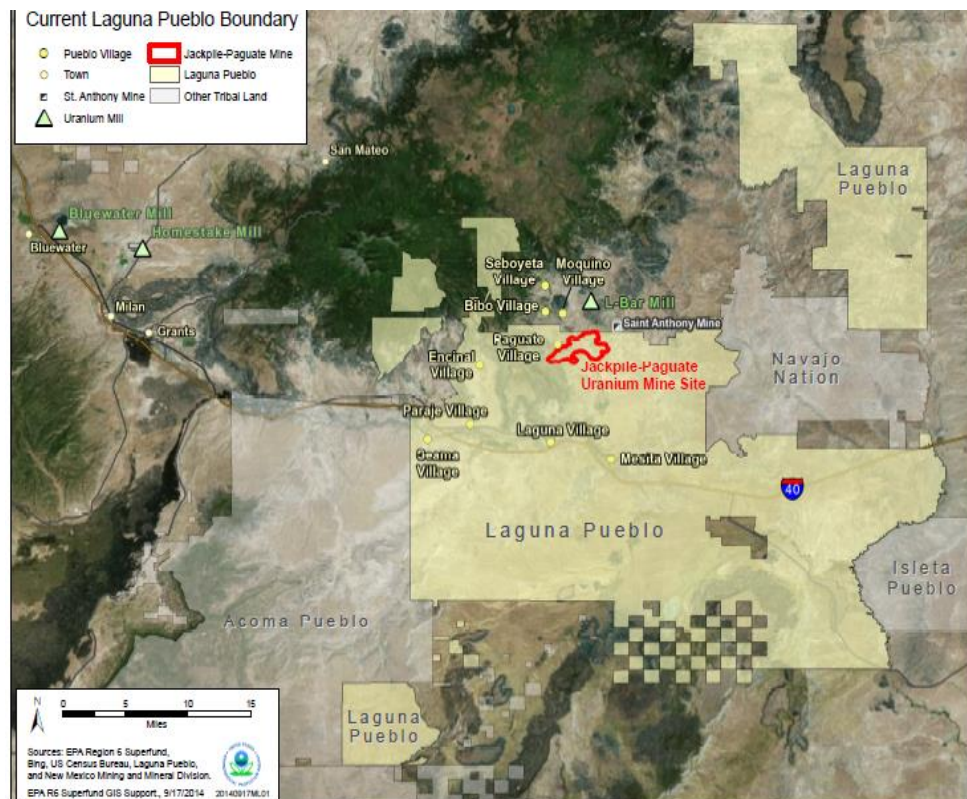 Current Laguna Pueblo Boundary
Pueblo Village
Jackpile-Paguate Mine
Town
Laguna Pueblo
St. Anthony Mine
Other Tribal Land
Uranium Mill
San Mateo
Laguna
Pueblo
Bluewater Mill
Bluewater
Homestake Mill
Seboyeta
Village
Moquino
Village
Bibo Village
L-Bar Mill
Milan
Grants
Saint Anthony Mine
Paguate
Village
Encinal
Village
Jackpile-Paguate
Uranium Mine Site
Navajo
Nation
Paraje Village
Laguna Village
Seama
Village
Mesita Village
40
Laguna Pueblo
Isleta
Pueblo
Acoma Pueblo
Laguna
Pueblo
N
0 5 10 15
Miles
Sources: EPA Region 6 Superfund,
Bing, US Census Bureau, Laguna Pueblo,
and New Mexico Mining and Mineral Division.
EPA R6 Superfund GIS Support, 9/17/2014
20140917ML01